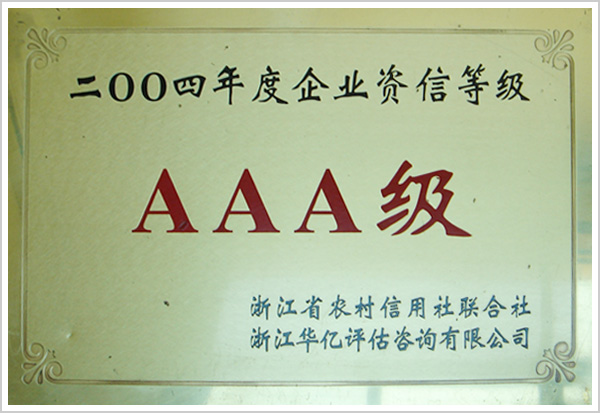 二OO四年度企业资信等级
AAA级
浙江省农村信用社联合社
浙江华亿评估咨询有限公司